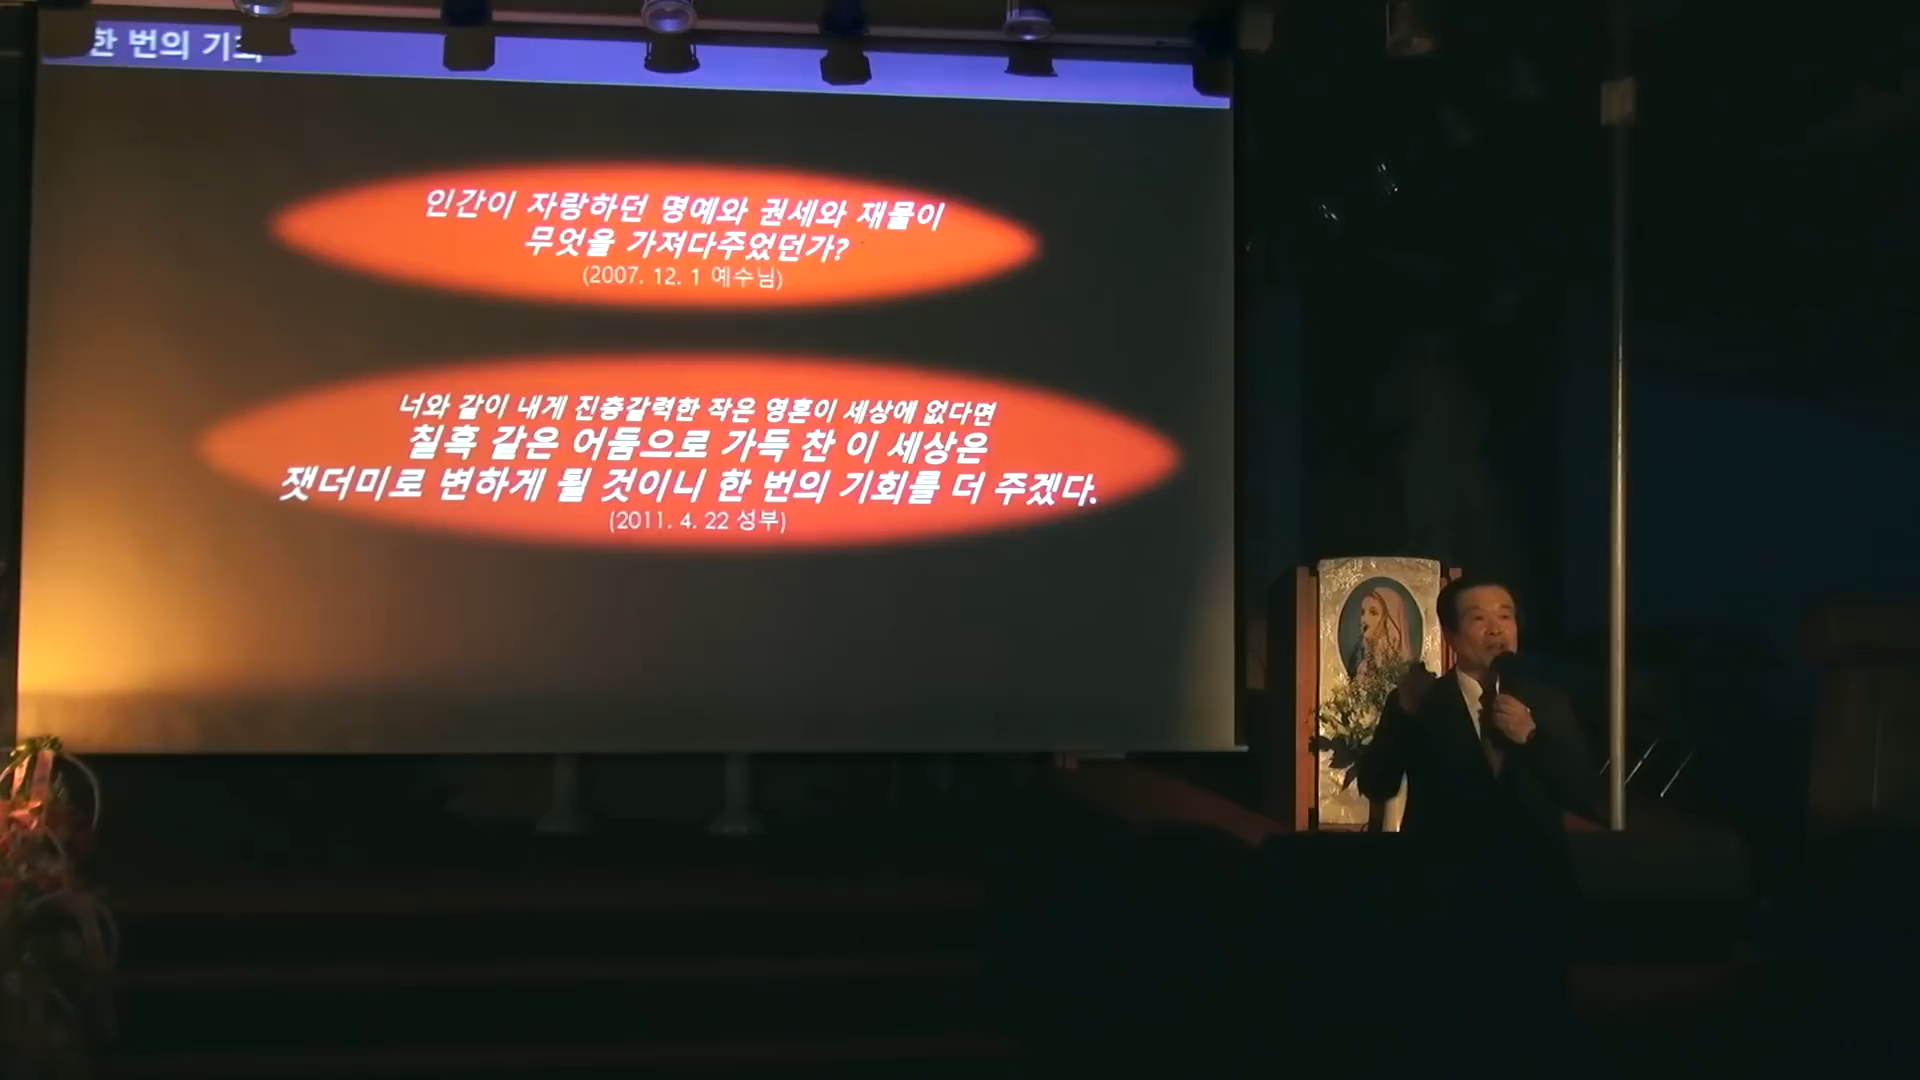 한 번의 기회
인간이 자랑하던 명예와 권세와 재물이
무엇을 가져다주었던가?
(2007. 12. 1 예수님)
너와 같이 내게 진충갈력한 작은 영혼이 세상에 없다면
칠흑 같은 어둠으로 가득 찬 이 세상은
잿더미로 변하게 될 것이니 한 번의 기회를 더 주겠다.
(2011. 4. 22 성부)